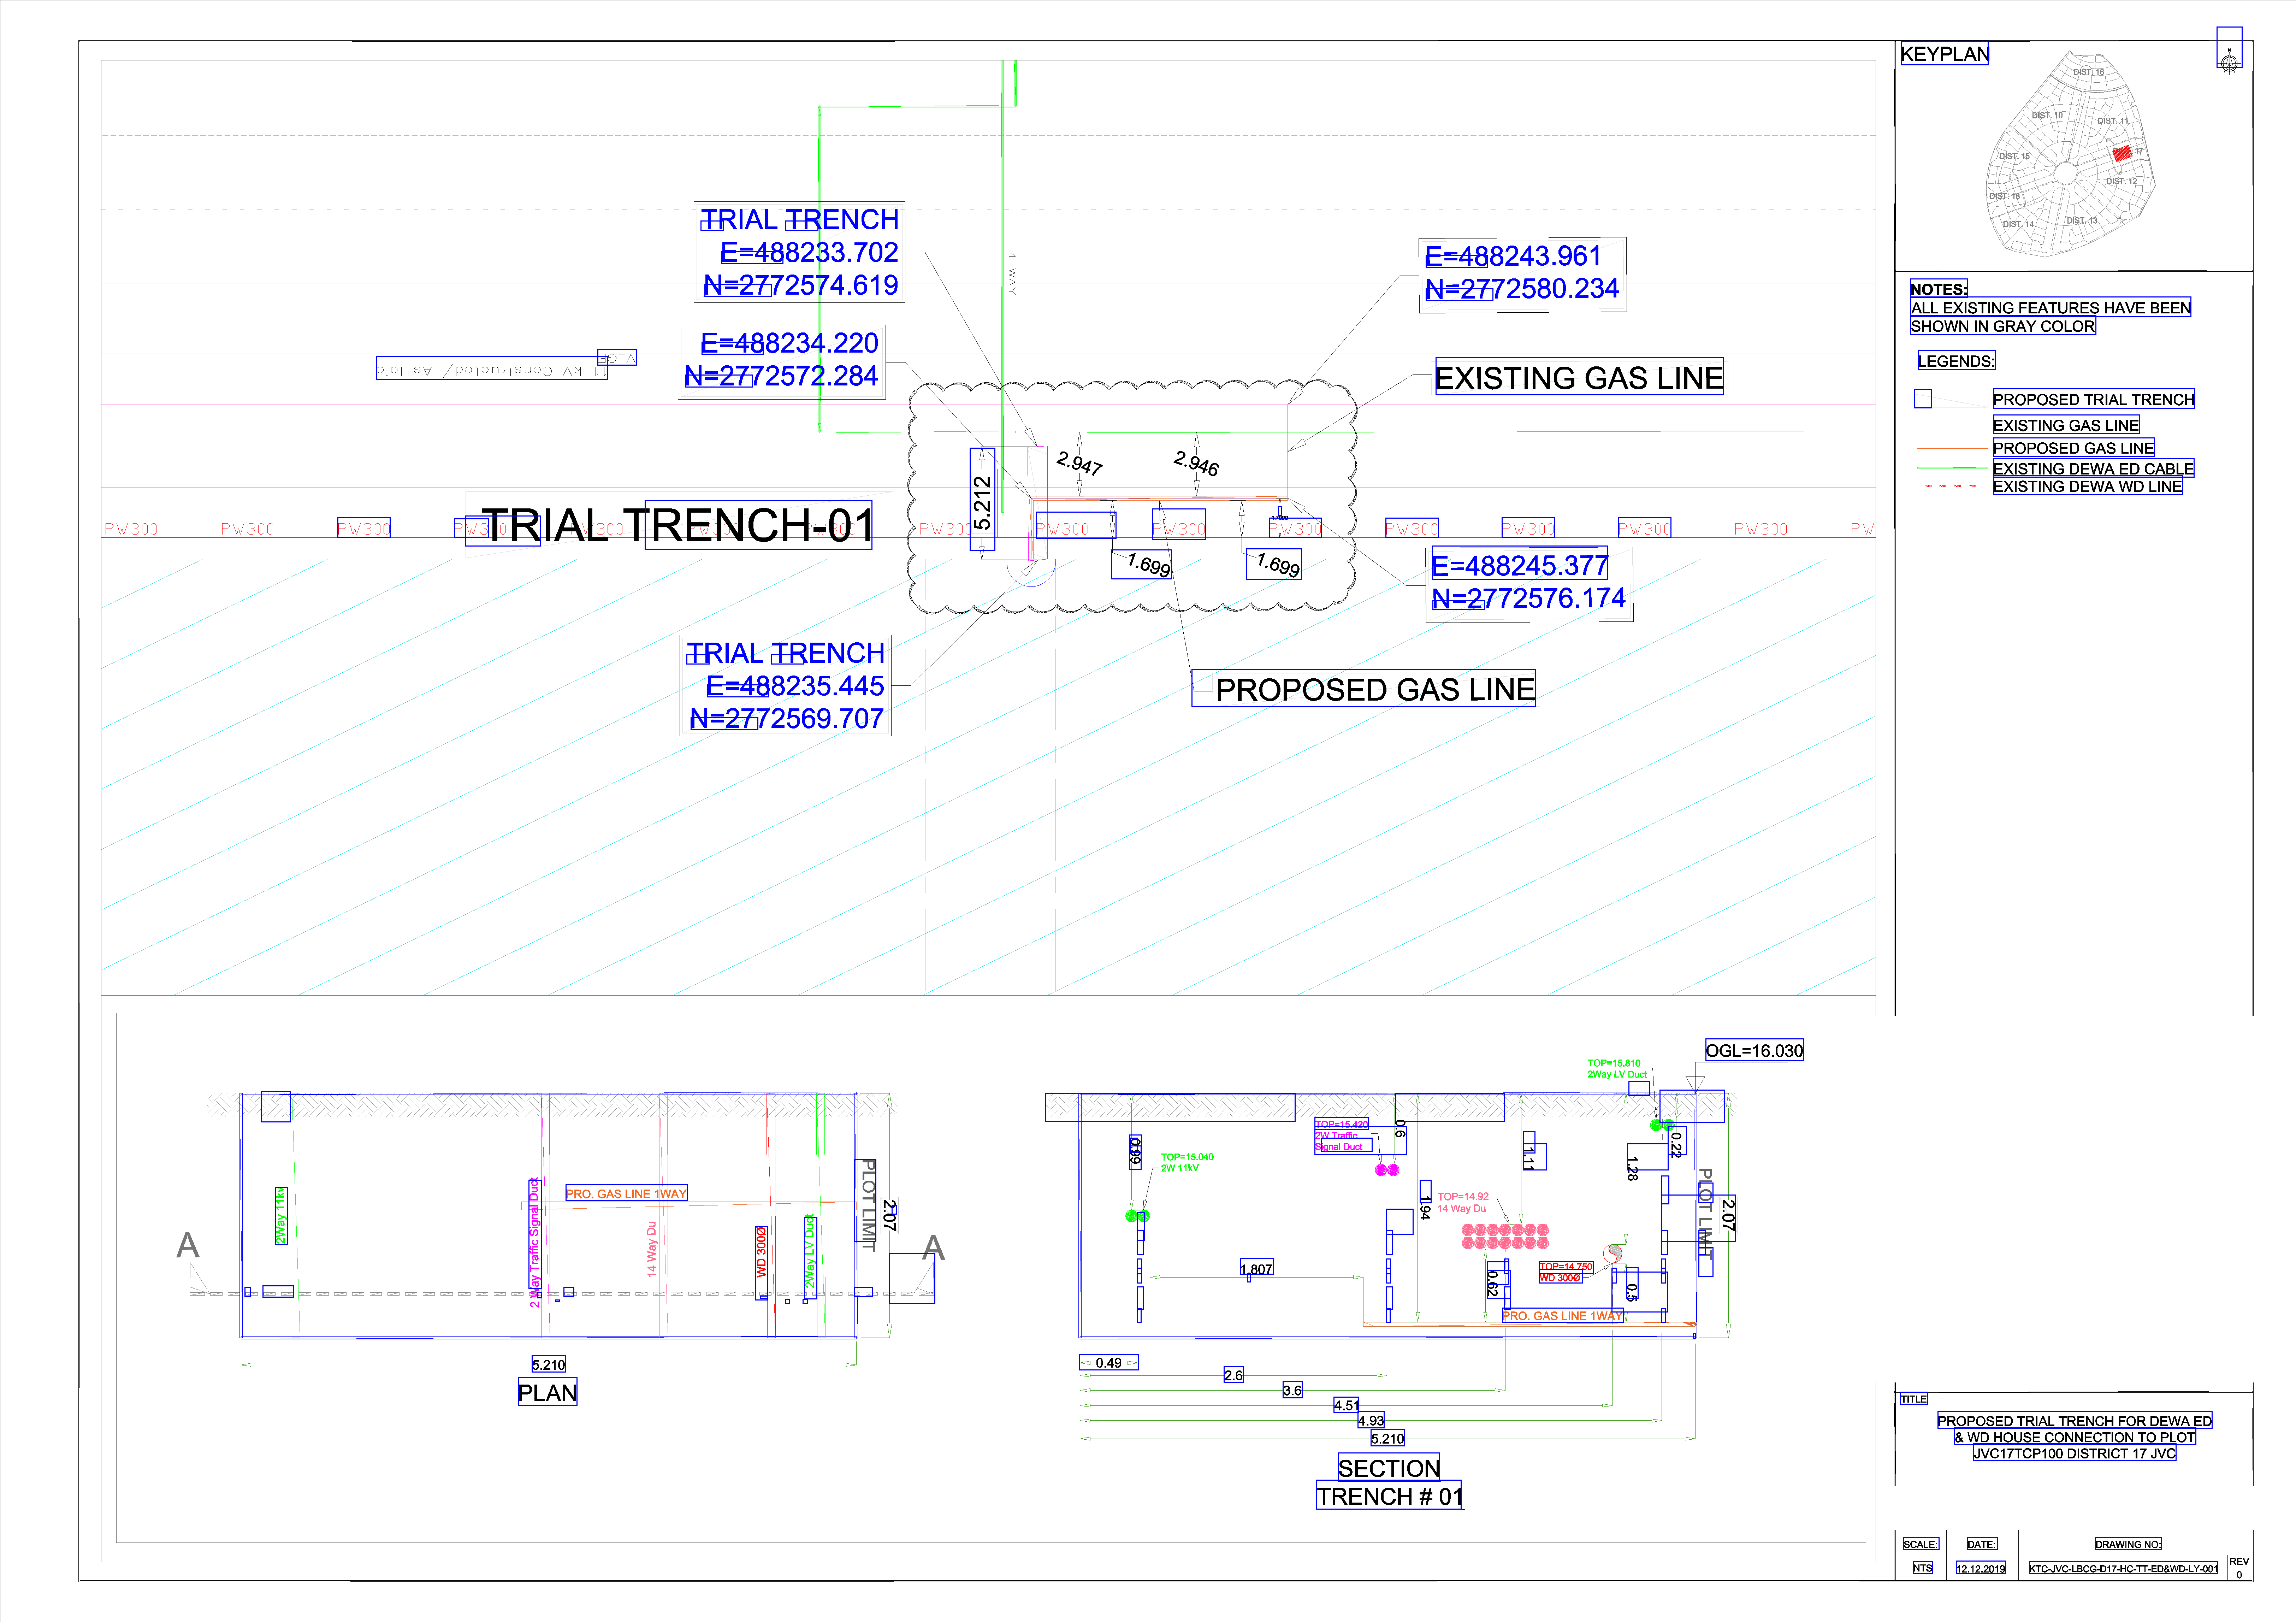 KEYPLAN
N
DIST. 16
DIST. 10
DIST. 11
DIST. 15
DIST. 17
DIST. 12
DIST. 18
DIST. 13
DIST. 14
NOTES:
ALL EXISTING FEATURES HAVE BEEN
SHOWN IN GRAY COLOR
LEGENDS:
PROPOSED TRIAL TRENCH
EXISTING GAS LINE
PROPOSED GAS LINE
EXISTING DEWA ED CABLE
EXISTING DEWA WD LINE
TRIAL TRENCH
E=488233.702
N=2772574.619
4 WAY
E=488243.961
N=2772580.234
E=488234.220
N=2772572.284
11 kV Constructed/ As laid
EXISTING GAS LINE
2.947
2.946
5.212
TRIAL TRENCH-01
PW300 PW300 PW300 PW300 PW300 PW300 PW300 PW300 PW300 PW300 PW300 PW300 PW300 PW
1.699
1.699
E=488245.377
N=2772576.174
TRIAL TRENCH
E=488235.445
N=2772569.707
PROPOSED GAS LINE
2Way 11kv
2 Way Traffic Signal Duct
PRO. GAS LINE 1WAY
14 Way Du
WD 300Ø
2Way LV Duct
PLOT LIMIT
2.07
A
A
5.210
PLAN
OGL=16.030
TOP=15.810
2Way LV Duct
TOP=15.420
2W Traffic
Signal Duct
0.6
0.99
TOP=15.040
2W 11kV
1.11
1.28
0.22
1.94
TOP=14.92
14 Way Du
PLOT LIMIT
2.07
1.807
0.62
TOP=14.750
WD 300Ø
0.5
PRO. GAS LINE 1WAY
0.49
2.6
3.6
4.51
4.93
5.210
SECTION
TRENCH # 01
TITLE
PROPOSED TRIAL TRENCH FOR DEWA ED
& WD HOUSE CONNECTION TO PLOT
JVC17TCP100 DISTRICT 17 JVC
SCALE: DATE: DRAWING NO:
NTS 12.12.2019 KTC-JVC-LBCG-D17-HC-TT-ED&WD-LY-001
REV
0